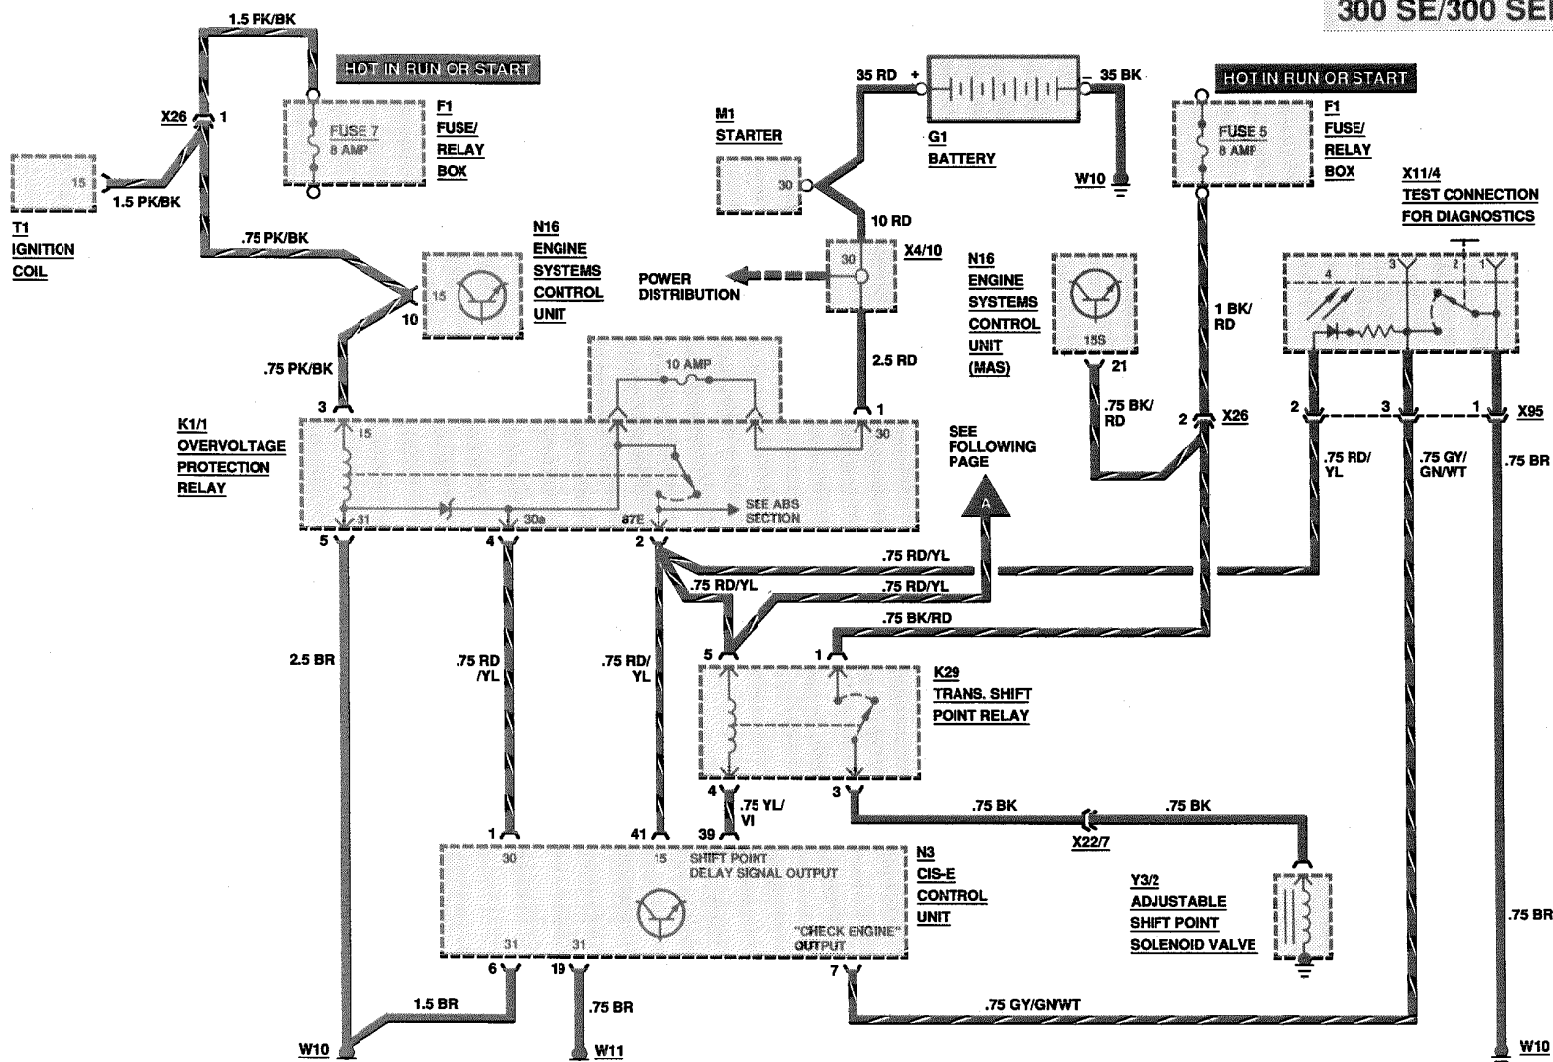 300 SE/300 SEL
1.5 PK/BK
HOT IN RUN OR START
X26
1
FUSE 7
8 AMP
F1
FUSE/
RELAY
BOX
15
1.5 PK/BK
T1
IGNITION
COIL
.75 PK/BK
15
10
N16
ENGINE
SYSTEMS
CONTROL
UNIT
.75 PK/BK
3
M1
STARTER
30
35 RD
+
–
35 BK
G1
BATTERY
W10
10 RD
30
X4/10
POWER
DISTRIBUTION
2.5 RD
1
HOT IN RUN OR START
FUSE 5
8 AMP
F1
FUSE/
RELAY
BOX
N16
ENGINE
SYSTEMS
CONTROL
UNIT
(MAS)
15S
21
1 BK/
RD
.75 BK/
RD
2
X26
X11/4
TEST CONNECTION
FOR DIAGNOSTICS
4
3
2
1
2
3
1
X95
.75 RD/
YL
.75 GY/
GN/WT
.75 BR
K1/1
OVERVOLTAGE
PROTECTION
RELAY
10 AMP
15
30
31
30a
87E
SEE ABS
SECTION
5
4
2
SEE
FOLLOWING
PAGE
A
.75 RD/YL
.75 RD/YL
.75 RD/YL
.75 BK/RD
2.5 BR
.75 RD
/YL
.75 RD/
YL
5
1
K29
TRANS. SHIFT
POINT RELAY
4
3
.75 YL/
VI
.75 BK
.75 BK
X22/7
1
41
39
30
15
SHIFT POINT
DELAY SIGNAL OUTPUT
N3
CIS-E
CONTROL
UNIT
31
31
"CHECK ENGINE"
OUTPUT
6
19
7
Y3/2
ADJUSTABLE
SHIFT POINT
SOLENOID VALVE
.75 BR
1.5 BR
.75 BR
.75 GY/GN/WT
W10
W11
W10